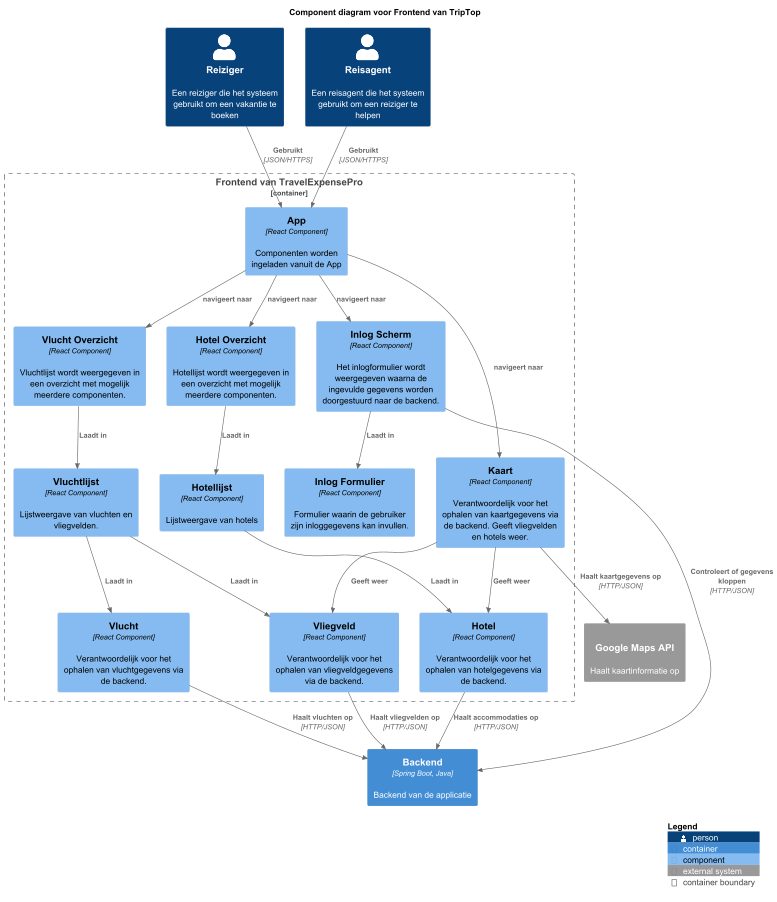 Component diagram voor Frontend van TripTop
Reiziger
Een reiziger die het systeem
gebruikt om een vakantie te
boeken
Reisagent
Een reisagent die het systeem
gebruikt om een reiziger te
helpen
Gebruikt
[JSON/HTTPS]
Gebruikt
[JSON/HTTPS]
Frontend van TravelExpensePro
[container]
App
[React Component]
Componenten worden
ingeladen vanuit de App
navigeert naar
navigeert naar
navigeert naar
navigeert naar
Vlucht Overzicht
[React Component]
Vluchtlijst wordt weergegeven in
een overzicht met mogelijk
meerdere componenten.
Hotel Overzicht
[React Component]
Hotellijst wordt weergegeven in
een overzicht met mogelijk
meerdere componenten.
Inlog Scherm
[React Component]
Het inlogformulier wordt
weergegeven waarna de
ingevulde gegevens worden
doorgestuurd naar de backend.
Laadt in
Laadt in
Laadt in
Vluchtlijst
[React Component]
Lijstweergave van vluchten en
vliegvelden.
Hotellijst
[React Component]
Lijstweergave van hotels
Inlog Formulier
[React Component]
Formulier waarin de gebruiker
zijn inloggegevens kan invullen.
Kaart
[React Component]
Verantwoordelijk voor het
ophalen van kaartgegevens via
de backend. Geeft vliegvelden
en hotels weer.
Laadt in
Laadt in
Geeft weer
Laadt in
Geeft weer
Haalt kaartgegevens op
[HTTP/JSON]
Controleert of gegevens
kloppen
[HTTP/JSON]
Vlucht
[React Component]
Verantwoordelijk voor het
ophalen van vluchtgegevens via
de backend.
Vliegveld
[React Component]
Verantwoordelijk voor het
ophalen van vliegveldgegevens
via de backend.
Hotel
[React Component]
Verantwoordelijk voor het
ophalen van hotelgegevens via
de backend.
Google Maps API
Haalt kaartinformatie op
Haalt vluchten op
[HTTP/JSON]
Haalt vliegvelden op
[HTTP/JSON]
Haalt accommodaties op
[HTTP/JSON]
Backend
[Spring Boot, Java]
Backend van de applicatie
Legend
person
container
component
external system
container boundary